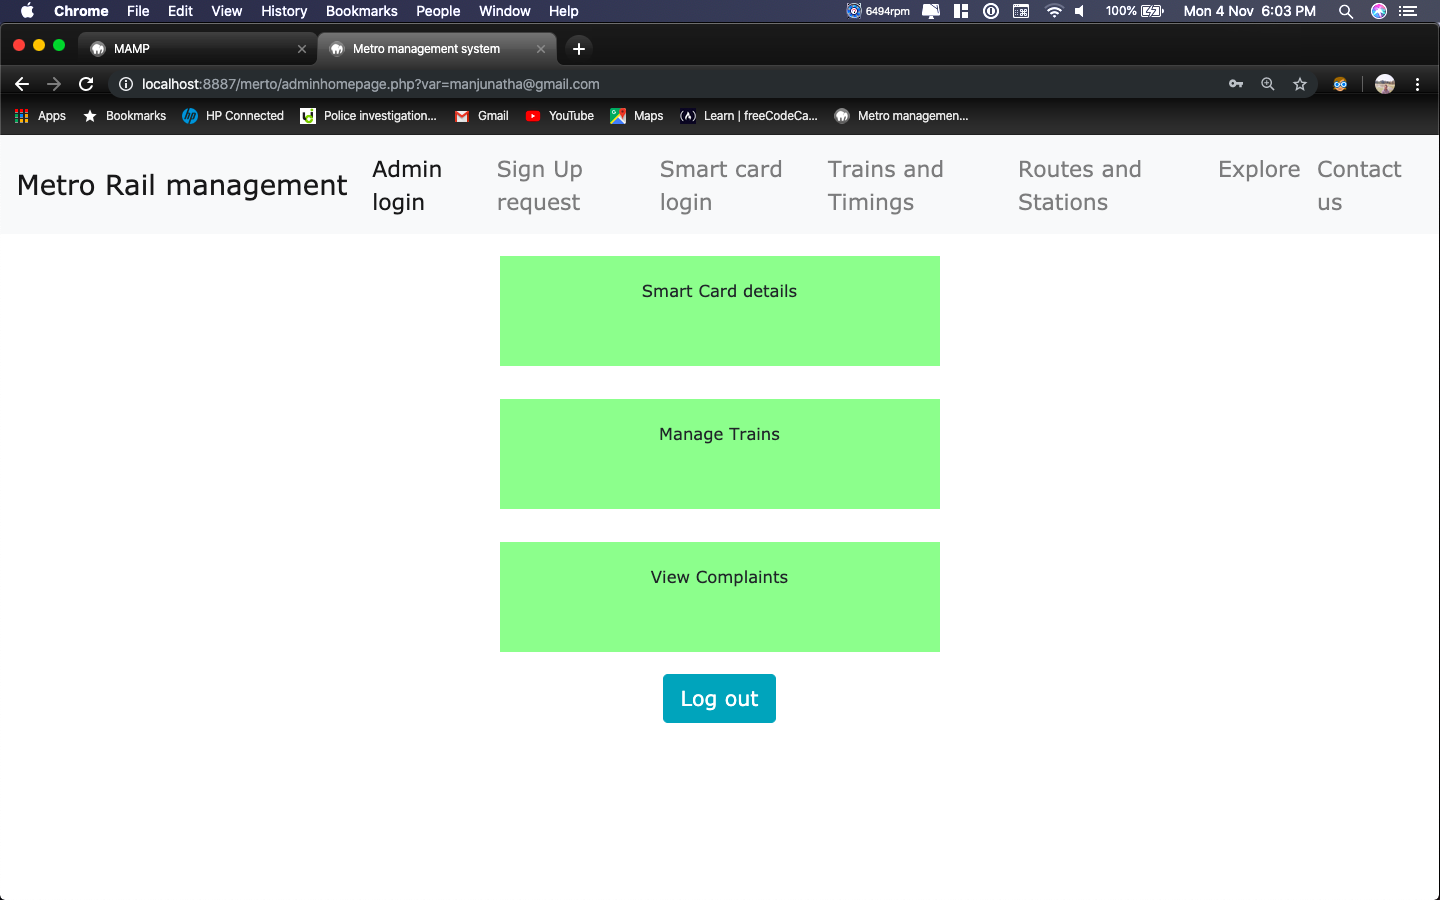 Chrome File Edit View History Bookmarks People Window Help 6494rpm 100% Mon 4 Nov 6:03 PM
MAMP Metro management system
localhost:8887/merto/adminhomepage.php?var=manjunatha@gmail.com
Apps Bookmarks HP Connected Police investigation... Gmail YouTube Maps Learn | freeCodeCa... Metro managemen...
Metro Rail management
Admin login
Sign Up request
Smart card login
Trains and Timings
Routes and Stations
Explore
Contact us
Smart Card details
Manage Trains
View Complaints
Log out